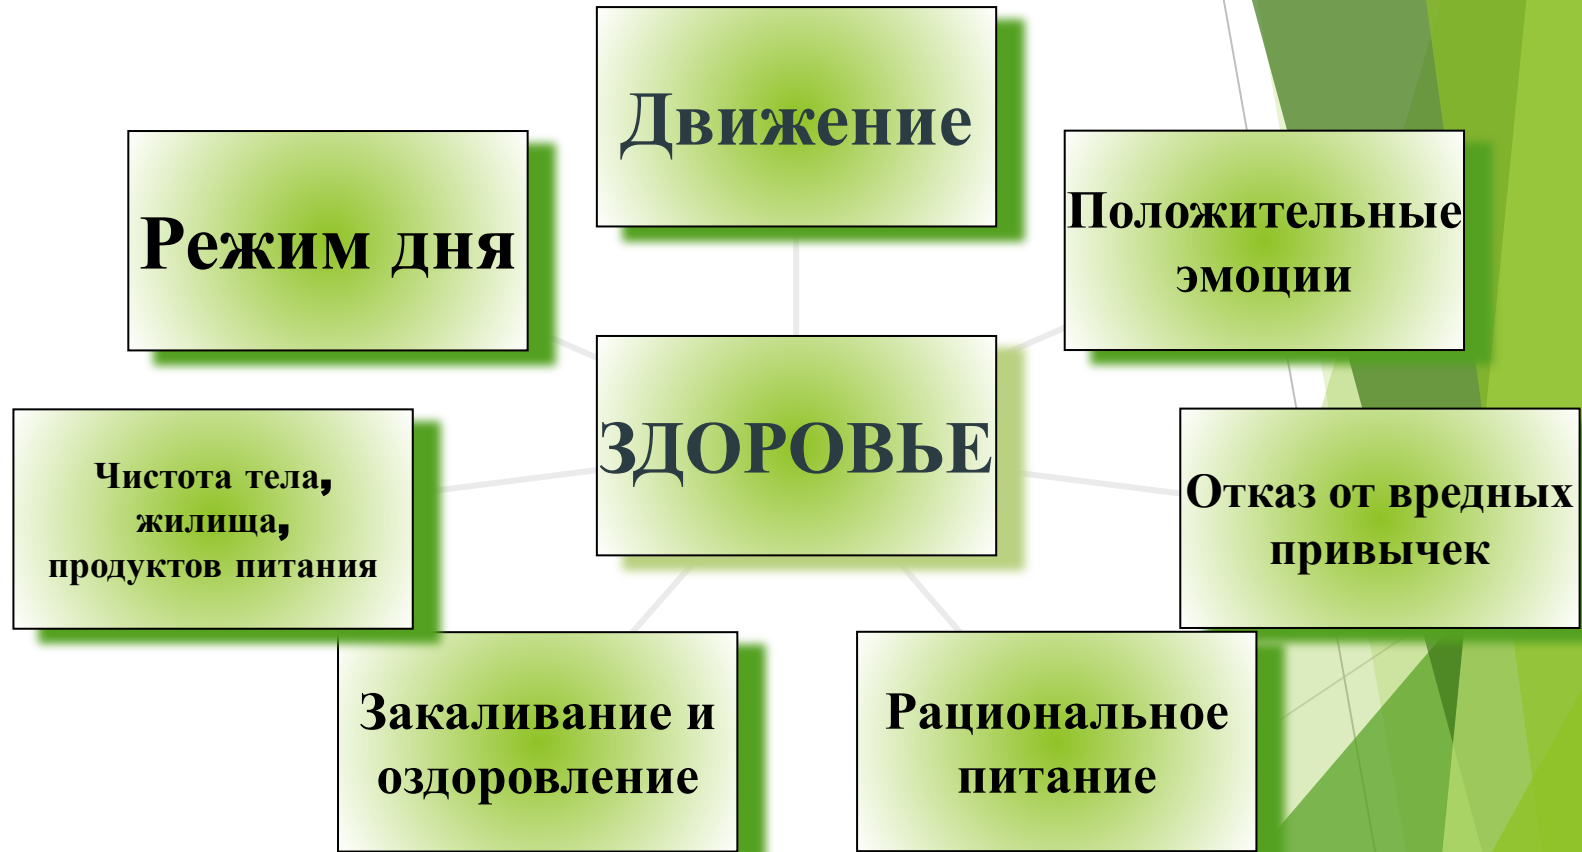 Движение
Режим дня
Положительные
эмоции
ЗДОРОВЬЕ
Чистота тела,
жилища,
продуктов питания
Отказ от вредных
привычек
Закаливание и
оздоровление
Рациональное
питание